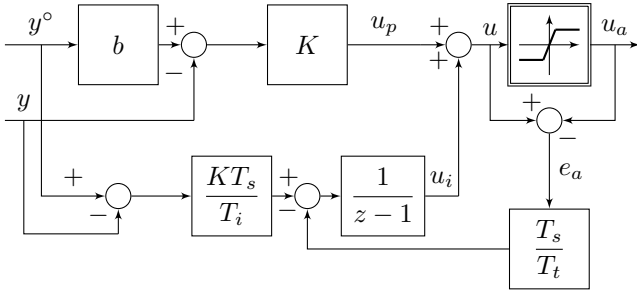 y°
b
+
−
K
u_p
+
+
u
u_a
y
+
−
e_a
+
−
KT_s
T_i
+
−
1
z − 1
u_i
T_s
T_t